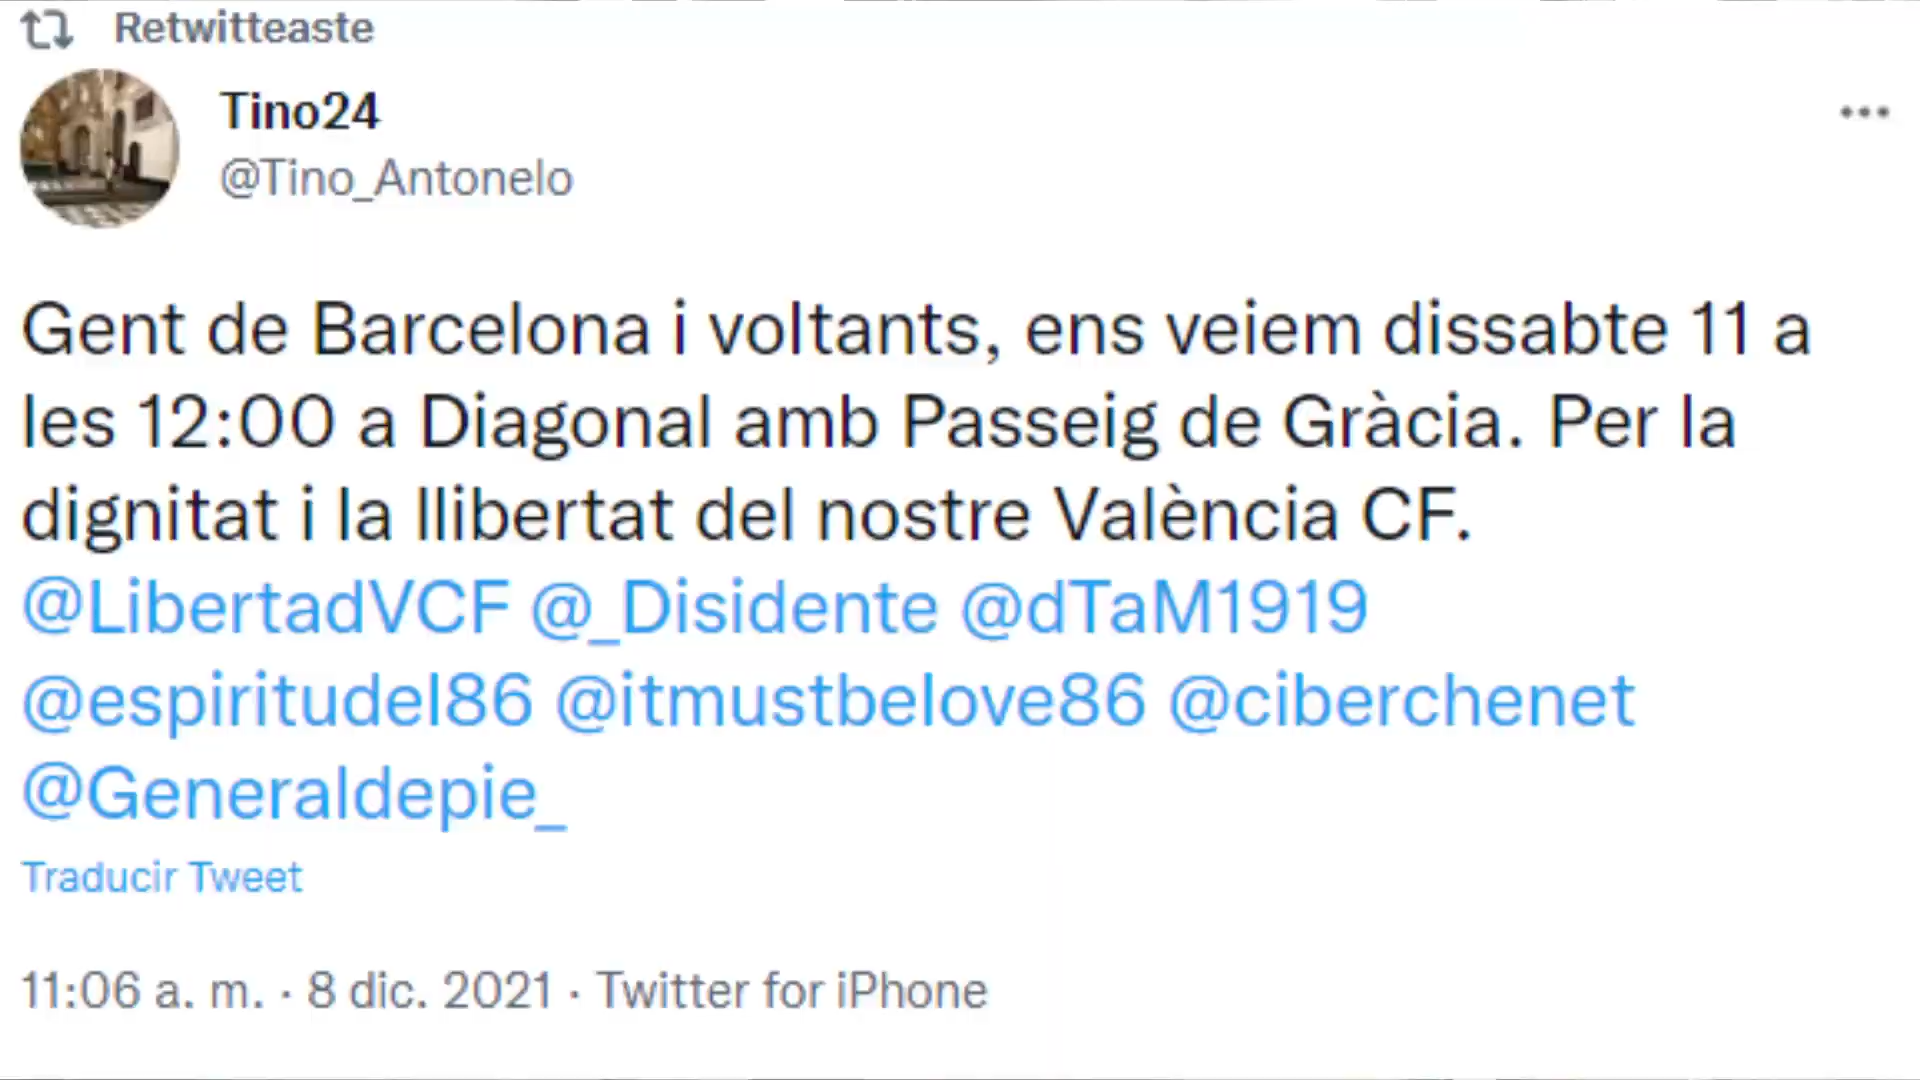 Retwitteaste
Tino24
@Tino_Antonelo
Gent de Barcelona i voltants, ens veiem dissabte 11 a
les 12:00 a Diagonal amb Passeig de Gràcia. Per la
dignitat i la llibertat del nostre València CF.
@LibertadVCF @_Disidente @dTaM1919
@espiritudel86 @itmustbelove86 @ciberchenet
@Generaldepie_
Traducir Tweet
11:06 a. m. · 8 dic. 2021 · Twitter for iPhone